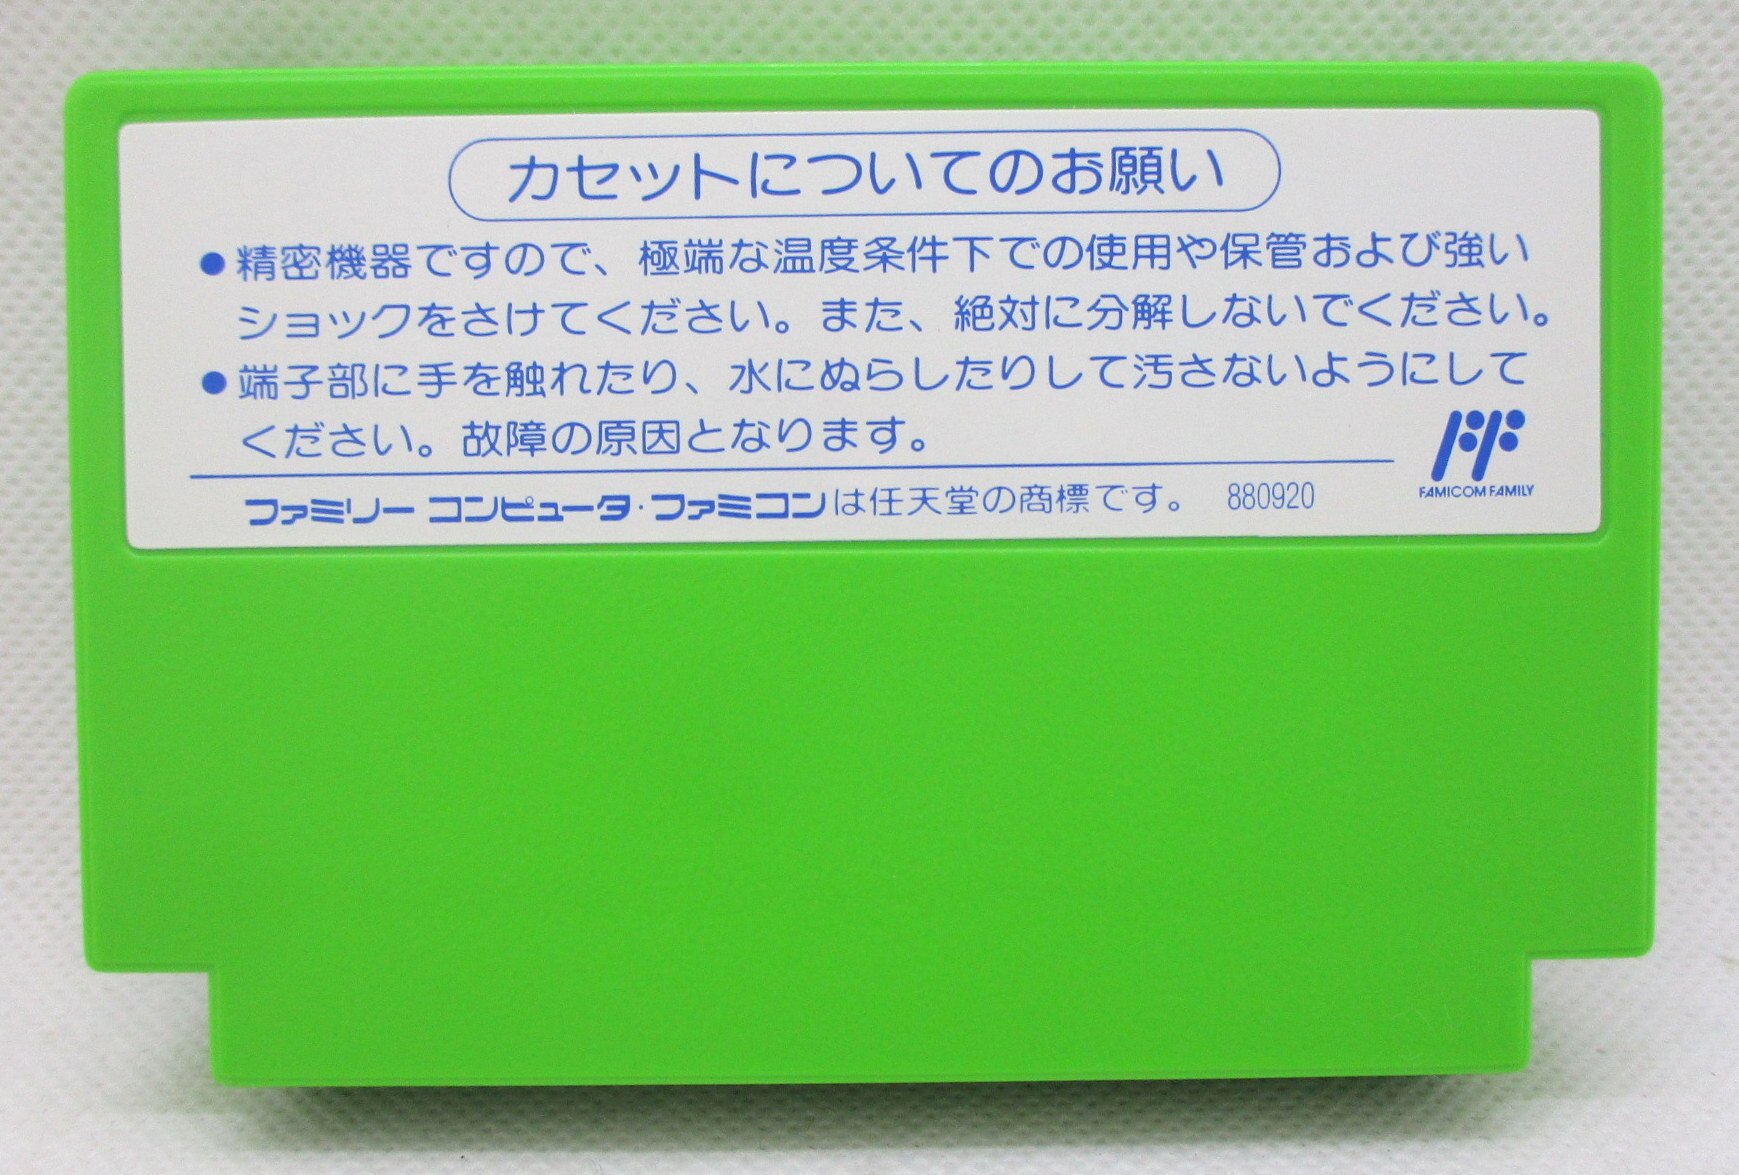 カセットについてのお願い
●精密機器ですので、極端な温度条件下での使用や保管および強い
ショックをさけてください。また、絶対に分解しないでください。
●端子部に手を触れたり、水にぬらしたりして汚さないようにして
ください。故障の原因となります。
FAMICOM FAMILY
ファミリー コンピュータ・ファミコンは任天堂の商標です。 880920